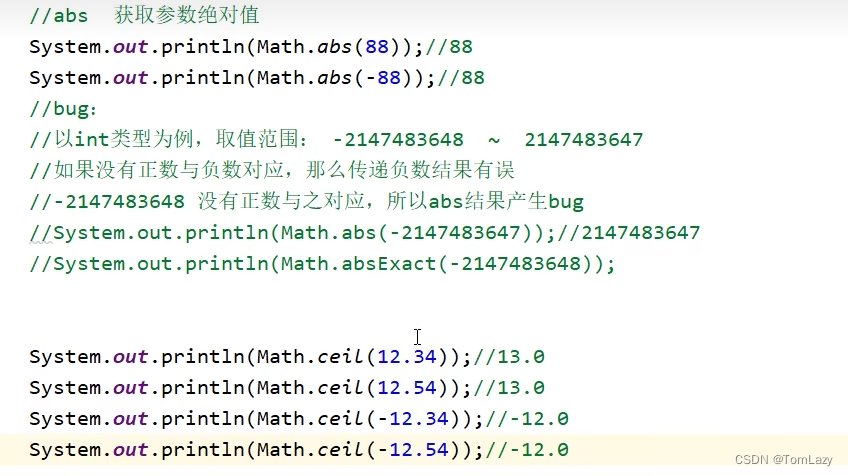 //abs  获取参数绝对值
System.out.println(Math.abs(88));//88
System.out.println(Math.abs(-88));//88
//bug：
//以int类型为例，取值范围： -2147483648  ~  2147483647
//如果没有正数与负数对应，那么传递负数结果有误
//-2147483648 没有正数与之对应，所以abs结果产生bug
//System.out.println(Math.abs(-2147483647));//2147483647
//System.out.println(Math.absExact(-2147483648));
System.out.println(Math.ceil(12.34));//13.0
System.out.println(Math.ceil(12.54));//13.0
System.out.println(Math.ceil(-12.34));//-12.0
System.out.println(Math.ceil(-12.54));//-12.0
CSDN @TomLazy